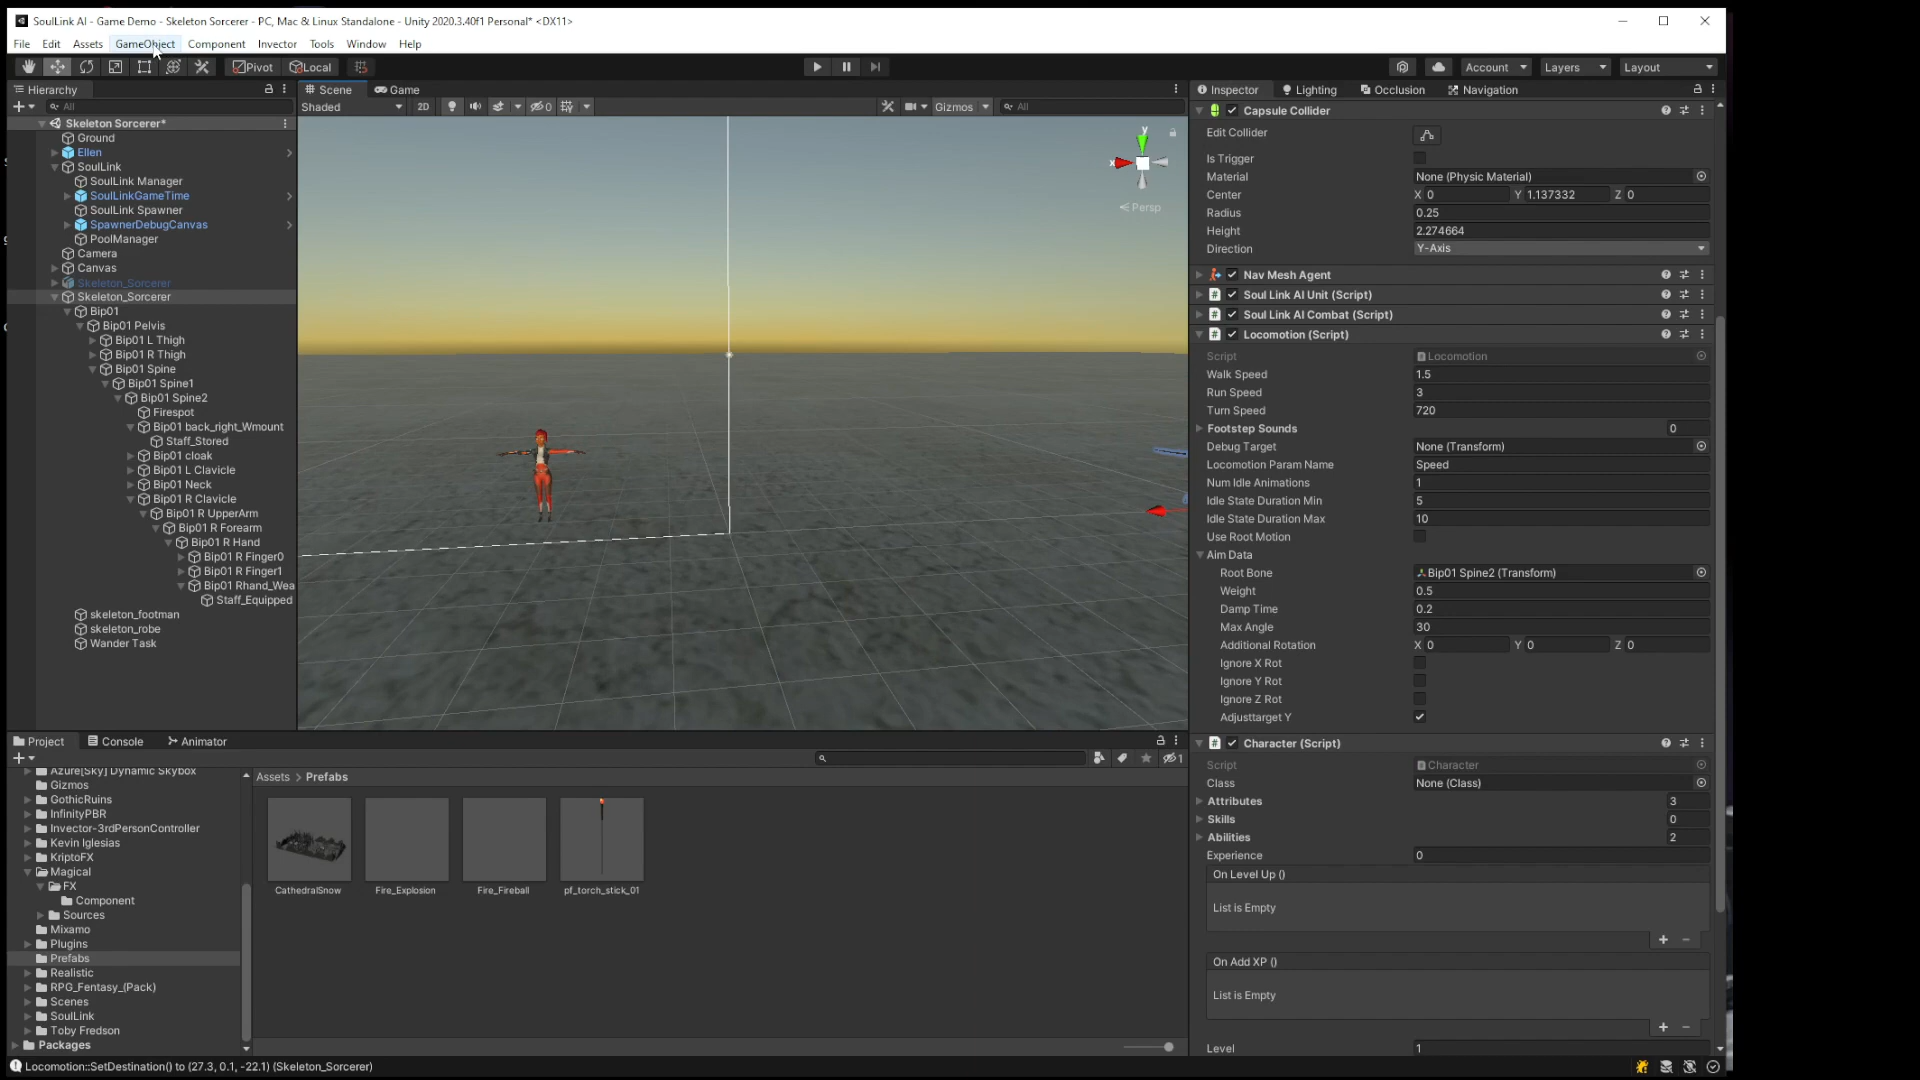 SoulLink AI - Game Demo - Skeleton Sorcerer - PC, Mac & Linux Standalone - Unity 2020.3.40f1 Personal* <DX11>
File Edit Assets GameObject Component Invector Tools Window Help
Pivot Local Account Layers Layout
Hierarchy
All
Skeleton Sorcerer*
Ground
Ellen
SoulLink
SoulLink Manager
SoulLinkGameTime
SoulLink Spawner
SpawnerDebugCanvas
PoolManager
Camera
Canvas
Skeleton_Sorcerer
Skeleton_Sorcerer
Bip01
Bip01 Pelvis
Bip01 L Thigh
Bip01 R Thigh
Bip01 Spine
Bip01 Spine1
Bip01 Spine2
Firespot
Bip01 back_right_Wmount
Staff_Stored
Bip01 cloak
Bip01 L Clavicle
Bip01 Neck
Bip01 R Clavicle
Bip01 R UpperArm
Bip01 R Forearm
Bip01 R Hand
Bip01 R Finger0
Bip01 R Finger1
Bip01 Rhand_Wea
Staff_Equipped
skeleton_footman
skeleton_robe
Wander Task
Scene Game
Shaded 2D 0 Gizmos All
y
x
Persp
Inspector Lighting Occlusion Navigation
Capsule Collider
Edit Collider
Is Trigger
Material None (Physic Material)
Center X 0 Y 1.137332 Z 0
Radius 0.25
Height 2.274664
Direction Y-Axis
Nav Mesh Agent
Soul Link AI Unit (Script)
Soul Link AI Combat (Script)
Locomotion (Script)
Script Locomotion
Walk Speed 1.5
Run Speed 3
Turn Speed 720
Footstep Sounds 0
Debug Target None (Transform)
Locomotion Param Name Speed
Num Idle Animations 1
Idle State Duration Min 5
Idle State Duration Max 10
Use Root Motion
Aim Data
Root Bone Bip01 Spine2 (Transform)
Weight 0.5
Damp Time 0.2
Max Angle 30
Additional Rotation X 0 Y 0 Z 0
Ignore X Rot
Ignore Y Rot
Ignore Z Rot
Adjusttarget Y
Character (Script)
Script Character
Class None (Class)
Attributes 3
Skills 0
Abilities 2
Experience 0
On Level Up ()
List is Empty
On Add XP ()
List is Empty
Level 1
Project Console Animator
1
Azure[Sky] Dynamic Skybox
Gizmos
GothicRuins
InfinityPBR
Invector-3rdPersonController
Kevin Iglesias
KriptoFX
Magical
FX
Component
Sources
Mixamo
Plugins
Prefabs
Realistic
RPG_Fantasy_(Pack)
Scenes
SoulLink
Toby Fredson
Packages
Assets > Prefabs
CathedralSnow Fire_Explosion Fire_Fireball pf_torch_stick_01
Locomotion::SetDestination() to (27.3, 0.1, -22.1) (Skeleton_Sorcerer)